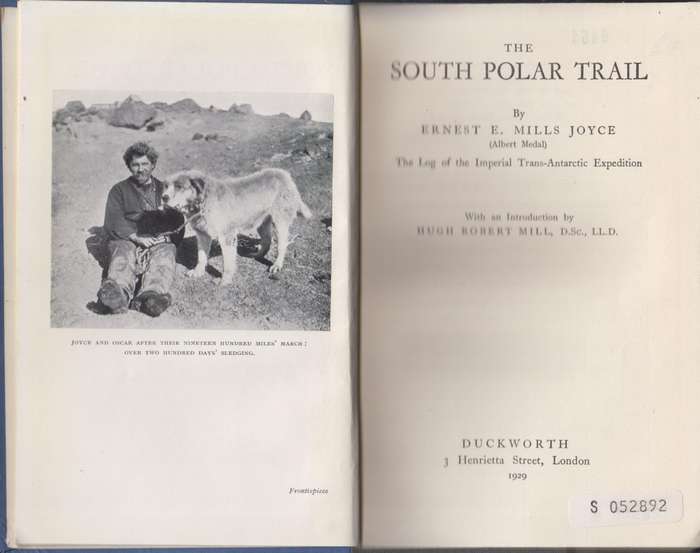 JOYCE AND OSCAR AFTER THEIR NINETEEN HUNDRED MILES' MARCH;
OVER TWO HUNDRED DAYS' SLEDGING.
Frontispiece
THE
SOUTH POLAR TRAIL
By
ERNEST E. MILLS JOYCE
(Albert Medal)
The Log of the Imperial Trans-Antarctic Expedition
With an Introduction by
HUGH ROBERT MILL, D.Sc., LL.D.
DUCKWORTH
3 Henrietta Street, London
1929
S 052892